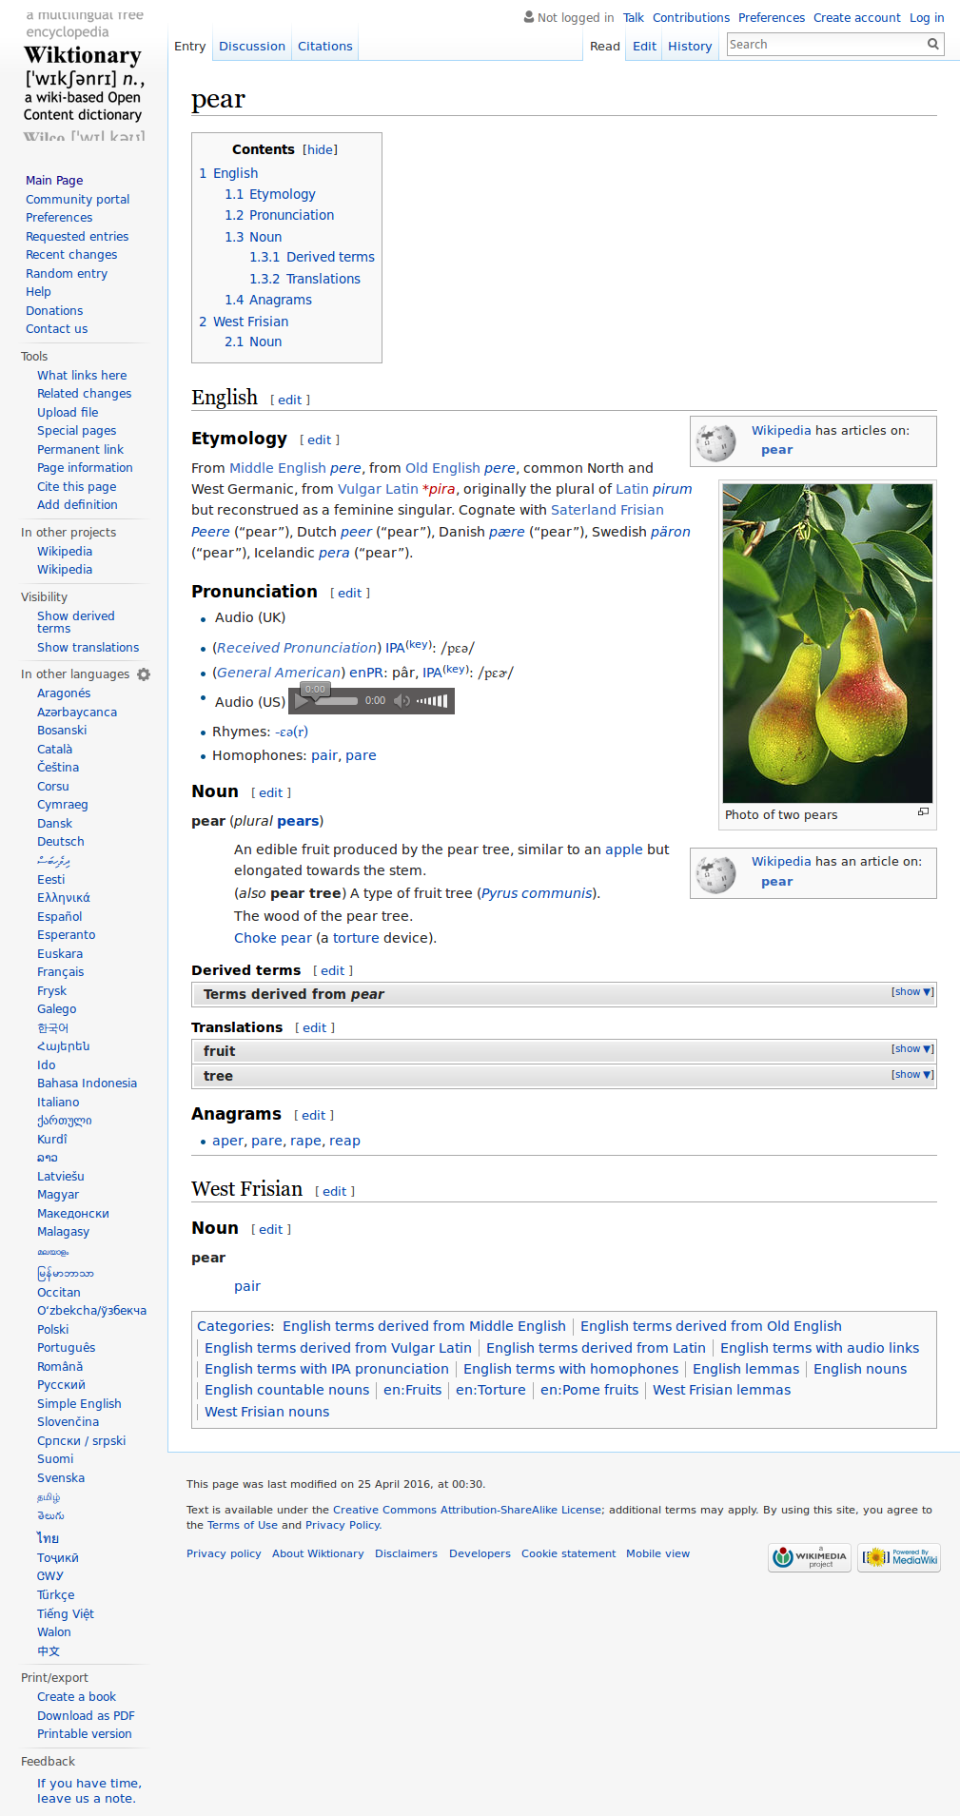 a multilingual free
encyclopedia
Wiktionary
['wɪkʃənrɪ] n.,
a wiki-based Open
Content dictionary
Wilco ['wɪl kəʊ]
Not logged in Talk Contributions Preferences Create account Log in
Entry Discussion Citations Read Edit History Search
Main Page
Community portal
Preferences
Requested entries
Recent changes
Random entry
Help
Donations
Contact us
Tools
What links here
Related changes
Upload file
Special pages
Permanent link
Page information
Cite this page
Add definition
In other projects
Wikipedia
Wikipedia
Visibility
Show derived
terms
Show translations
In other languages
Aragonés
Azərbaycanca
Bosanski
Català
Čeština
Corsu
Cymraeg
Dansk
Deutsch
ދިވެހިބަސް
Eesti
Ελληνικά
Español
Esperanto
Euskara
Français
Frysk
Galego
한국어
Հայերեն
Ido
Bahasa Indonesia
Italiano
ქართული
Kurdî
ລາວ
Latviešu
Magyar
Македонски
Malagasy
മലയാളം
မြန်မာဘာသာ
Occitan
Oʻzbekcha/ўзбекча
Polski
Português
Română
Русский
Simple English
Slovenčina
Српски / srpski
Suomi
Svenska
தமிழ்
తెలుగు
ไทย
Тоҷикӣ
ᏣᎳᎩ
Türkçe
Tiếng Việt
Walon
中文
Print/export
Create a book
Download as PDF
Printable version
Feedback
If you have time,
leave us a note.
pear
Contents [hide]
1 English
1.1 Etymology
1.2 Pronunciation
1.3 Noun
1.3.1 Derived terms
1.3.2 Translations
1.4 Anagrams
2 West Frisian
2.1 Noun
English [ edit ]
Wikipedia has articles on:
pear
Etymology [ edit ]
From Middle English pere, from Old English pere, common North and
West Germanic, from Vulgar Latin *pira, originally the plural of Latin pirum
but reconstrued as a feminine singular. Cognate with Saterland Frisian
Peere (“pear”), Dutch peer (“pear”), Danish pære (“pear”), Swedish päron
(“pear”), Icelandic pera (“pear”).
Photo of two pears
Pronunciation [ edit ]
• Audio (UK)
• (Received Pronunciation) IPA(key): /pɛə/
• (General American) enPR: pâr, IPA(key): /pɛɚ/
• Audio (US) 0:00 0:00
• Rhymes: -ɛə(r)
• Homophones: pair, pare
Noun [ edit ]
pear (plural pears)
Wikipedia has an article on:
pear
An edible fruit produced by the pear tree, similar to an apple but
elongated towards the stem.
(also pear tree) A type of fruit tree (Pyrus communis).
The wood of the pear tree.
Choke pear (a torture device).
Derived terms [ edit ]
Terms derived from pear [show ▼]
Translations [ edit ]
fruit [show ▼]
tree [show ▼]
Anagrams [ edit ]
• aper, pare, rape, reap
West Frisian [ edit ]
Noun [ edit ]
pear
pair
Categories: English terms derived from Middle English | English terms derived from Old English
| English terms derived from Vulgar Latin | English terms derived from Latin | English terms with audio links
| English terms with IPA pronunciation | English terms with homophones | English lemmas | English nouns
| English countable nouns | en:Fruits | en:Torture | en:Pome fruits | West Frisian lemmas
| West Frisian nouns
This page was last modified on 25 April 2016, at 00:30.
Text is available under the Creative Commons Attribution-ShareAlike License; additional terms may apply. By using this site, you agree to
the Terms of Use and Privacy Policy.
Privacy policy About Wiktionary Disclaimers Developers Cookie statement Mobile view
a
WIKIMEDIA
project
Powered By
MediaWiki